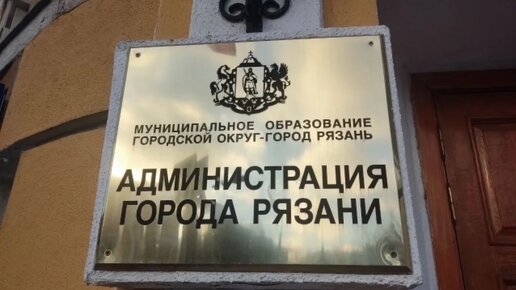 МУНИЦИПАЛЬНОЕ ОБРАЗОВАНИЕ
ГОРОДСКОЙ ОКРУГ-ГОРОД РЯЗАНЬ
АДМИНИСТРАЦИЯ
ГОРОДА РЯЗАНИ